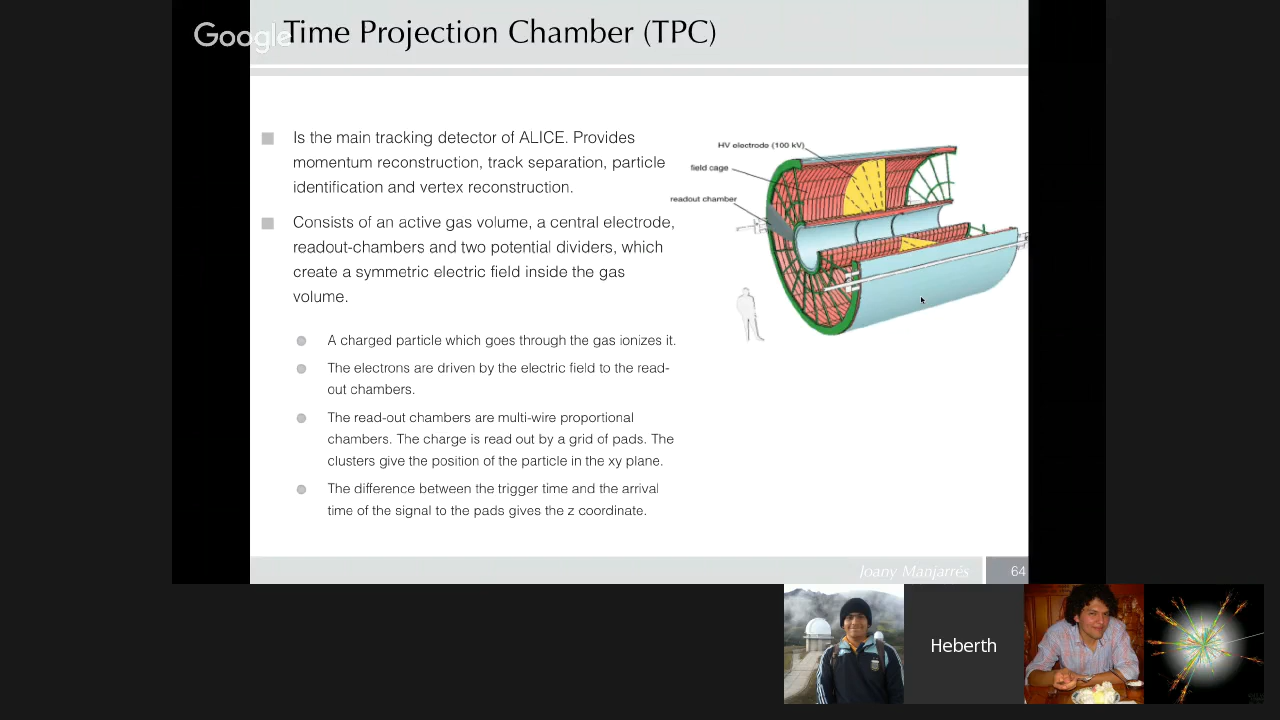 Google
Time Projection Chamber (TPC)
Is the main tracking detector of ALICE. Provides
momentum reconstruction, track separation, particle
identification and vertex reconstruction.
Consists of an active gas volume, a central electrode,
read-out-chambers and two potential dividers, which
create a symmetric electric field inside the gas
volume.
A charged particle which goes through the gas ionizes it.
The electrons are driven by the electric field to the read-
out chambers.
The read-out chambers are multi-wire proportional
chambers. The charge is read out by a grid of pads. The
clusters give the position of the particle in the xy plane.
The difference between the trigger time and the arrival
time of the signal to the pads gives the z coordinate.
HV electrode (100 kV)
field cage
readout chamber
Joany Manjarrés
64
Heberth